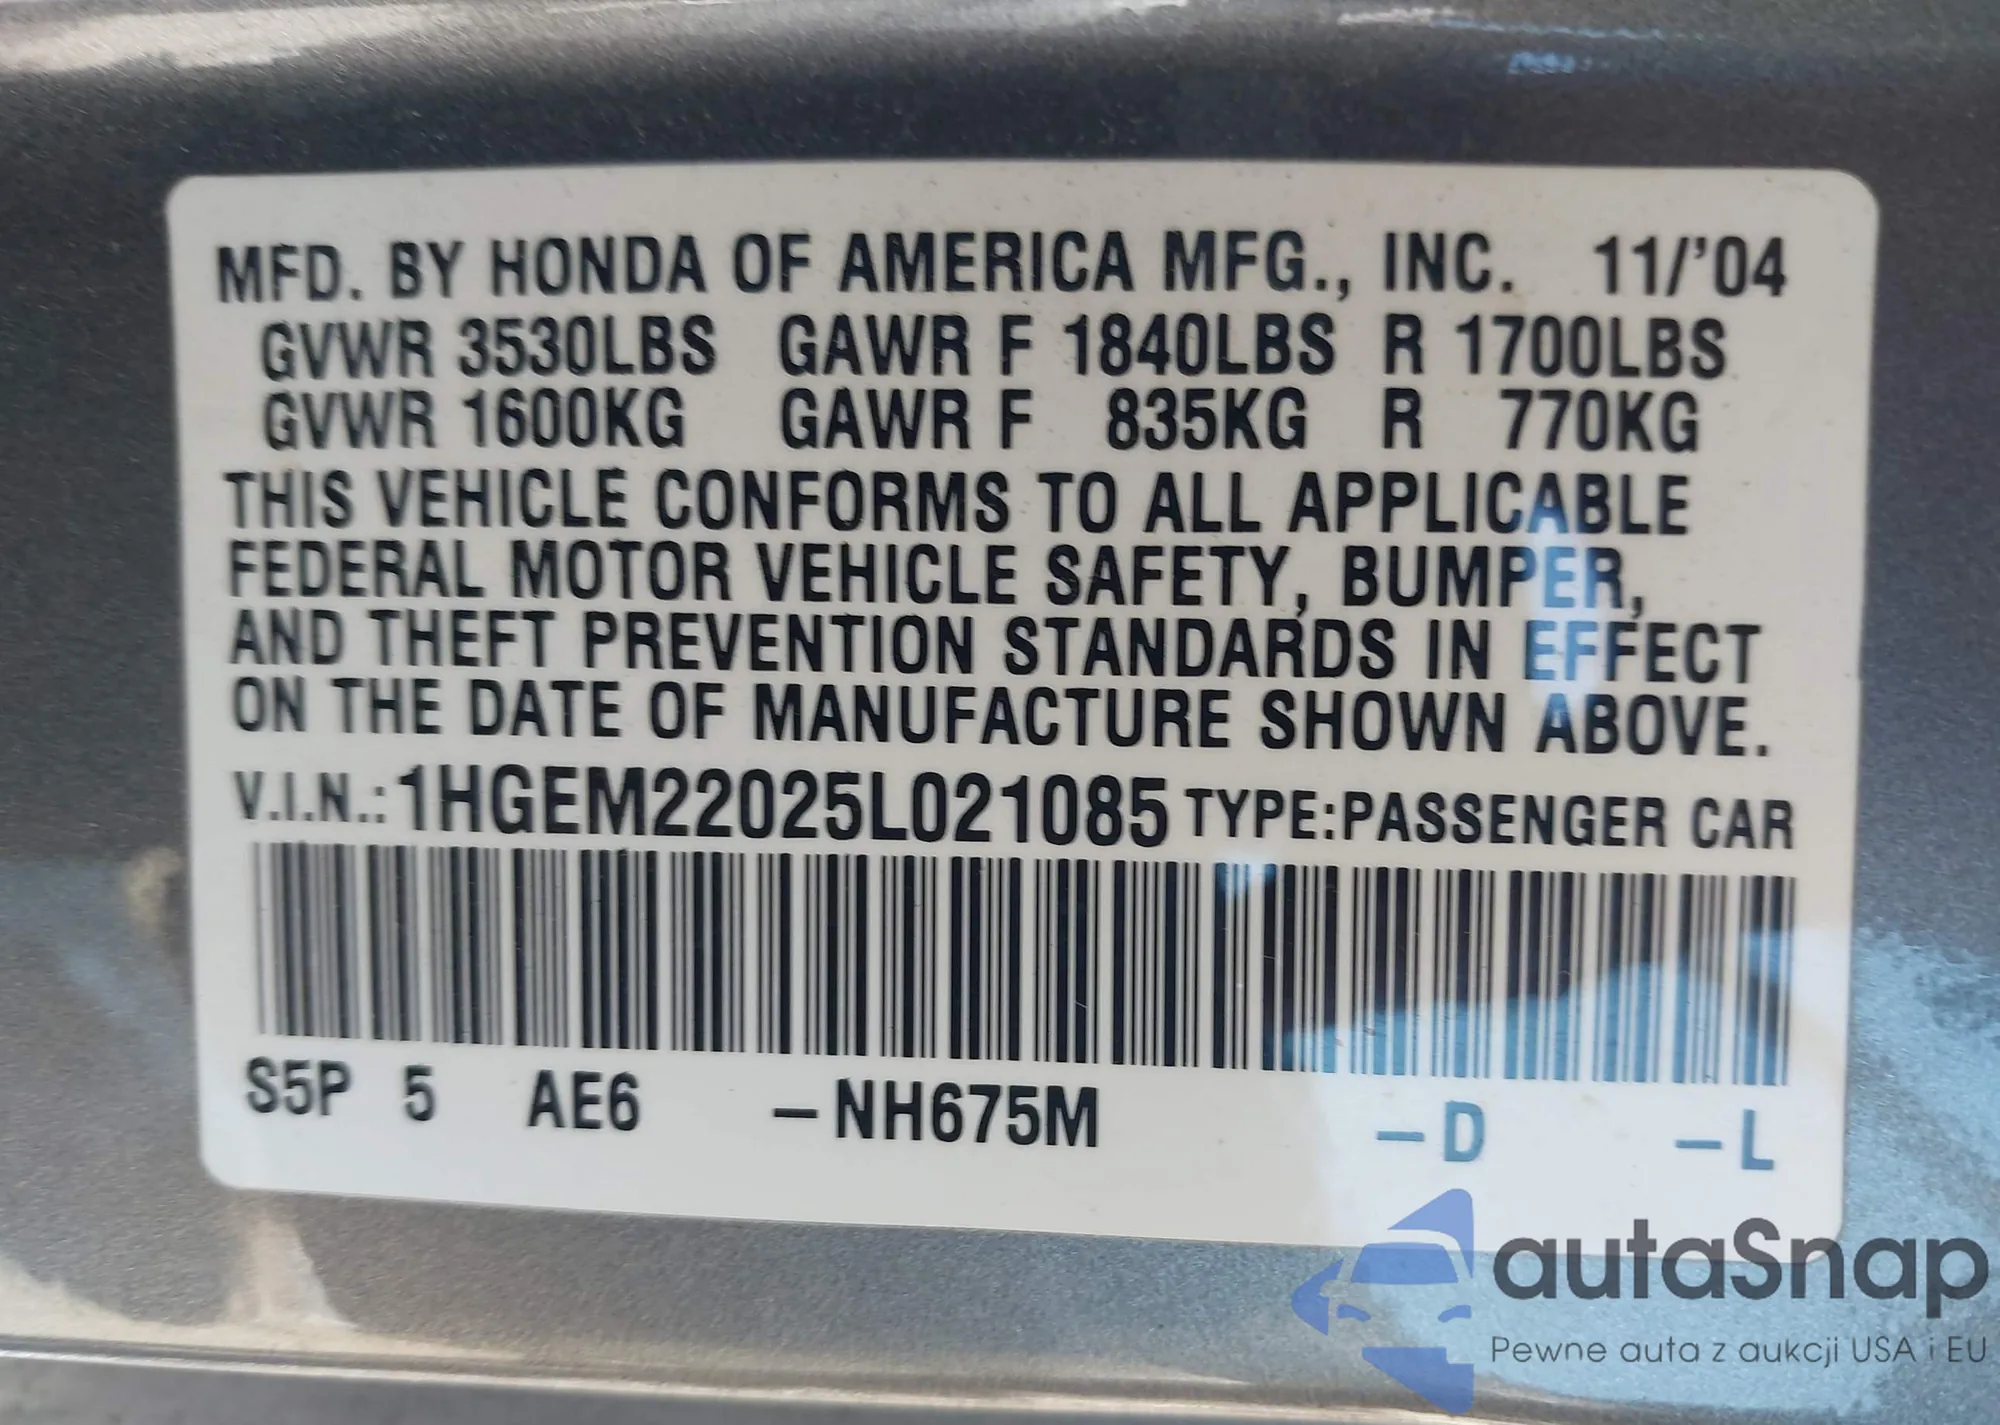 MFD. BY HONDA OF AMERICA MFG., INC. 11/'04
GVWR 3530LBS GAWR F 1840LBS R 1700LBS
GVWR 1600KG GAWR F 835KG R 770KG
THIS VEHICLE CONFORMS TO ALL APPLICABLE
FEDERAL MOTOR VEHICLE SAFETY, BUMPER,
AND THEFT PREVENTION STANDARDS IN EFFECT
ON THE DATE OF MANUFACTURE SHOWN ABOVE.
V.I.N.: 1HGEM22025L021085 TYPE:PASSENGER CAR
S5P 5 AE6 –NH675M –D –L
autaSnap
Pewne auta z aukcji USA i EU